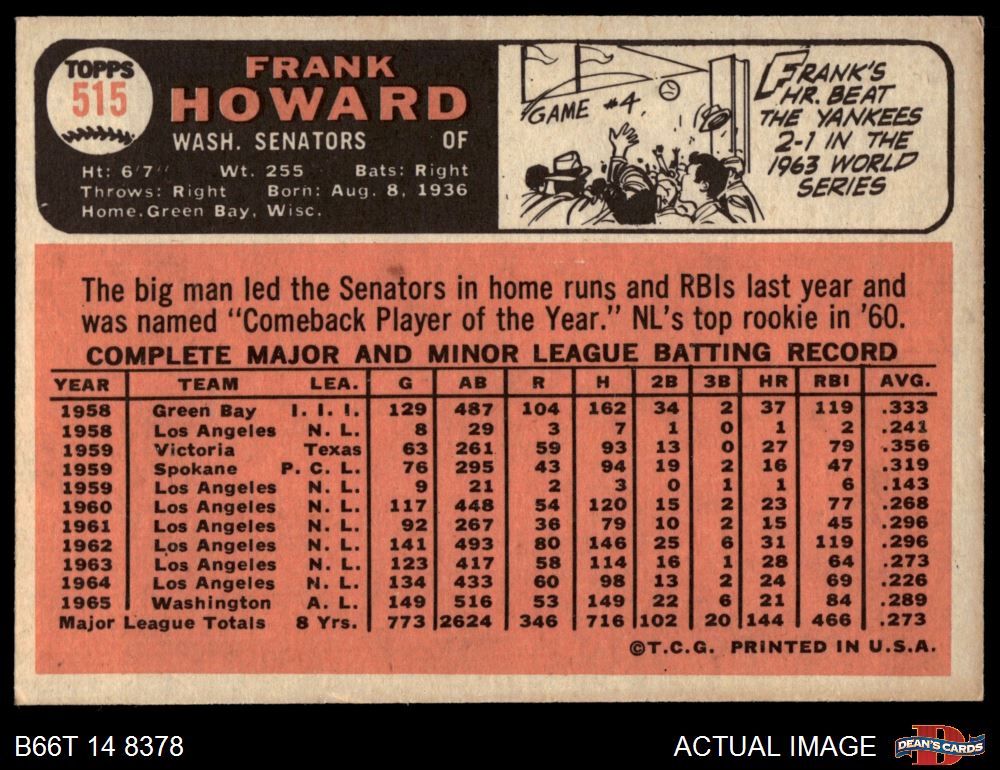 TOPPS
515
FRANK
HOWARD
WASH. SENATORS OF
Ht: 6'7" Wt. 255 Bats: Right
Throws: Right Born: Aug. 8, 1936
Home. Green Bay, Wisc.
GAME #4
FRANK'S
HR. BEAT
THE YANKEES
2-1 IN THE
1963 WORLD
SERIES
The big man led the Senators in home runs and RBIs last year and
was named "Comeback Player of the Year." NL's top rookie in '60.
COMPLETE MAJOR AND MINOR LEAGUE BATTING RECORD
YEAR TEAM LEA. G AB R H 2B 3B HR RBI AVG.
1958 Green Bay I. I. I. 129 487 104 162 34 2 37 119 .333
1958 Los Angeles N. L. 8 29 3 7 1 0 1 2 .241
1959 Victoria Texas 63 261 59 93 13 0 27 79 .356
1959 Spokane P. C. L. 76 295 43 94 19 2 16 47 .319
1959 Los Angeles N. L. 9 21 2 3 0 1 1 6 .143
1960 Los Angeles N. L. 117 448 54 120 15 2 23 77 .268
1961 Los Angeles N. L. 92 267 36 79 10 2 15 45 .296
1962 Los Angeles N. L. 141 493 80 146 25 6 31 119 .296
1963 Los Angeles N. L. 123 417 58 114 16 1 28 64 .273
1964 Los Angeles N. L. 134 433 60 98 13 2 24 69 .226
1965 Washington A. L. 149 516 53 149 22 6 21 84 .289
Major League Totals 8 Yrs. 773 2624 346 716 102 20 144 466 .273
©T.C.G. PRINTED IN U.S.A.
B66T 14 8378
ACTUAL IMAGE
DEAN'S CARDS